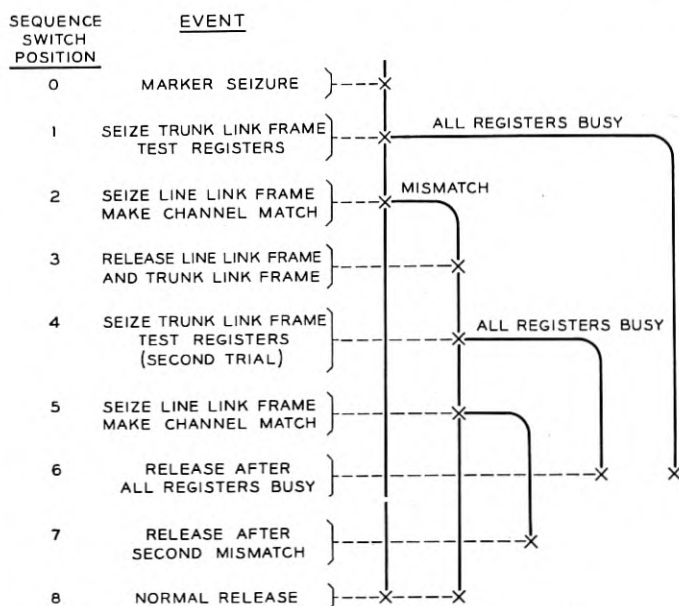 SEQUENCE
SWITCH
POSITION
EVENT
0 MARKER SEIZURE
1 SEIZE TRUNK LINK FRAME
TEST REGISTERS
ALL REGISTERS BUSY
2 SEIZE LINE LINK FRAME
MAKE CHANNEL MATCH
MISMATCH
3 RELEASE LINE LINK FRAME
AND TRUNK LINK FRAME
4 SEIZE TRUNK LINK FRAME
TEST REGISTERS
(SECOND TRIAL)
ALL REGISTERS BUSY
5 SEIZE LINE LINK FRAME
MAKE CHANNEL MATCH
6 RELEASE AFTER
ALL REGISTERS BUSY
7 RELEASE AFTER
SECOND MISMATCH
8 NORMAL RELEASE